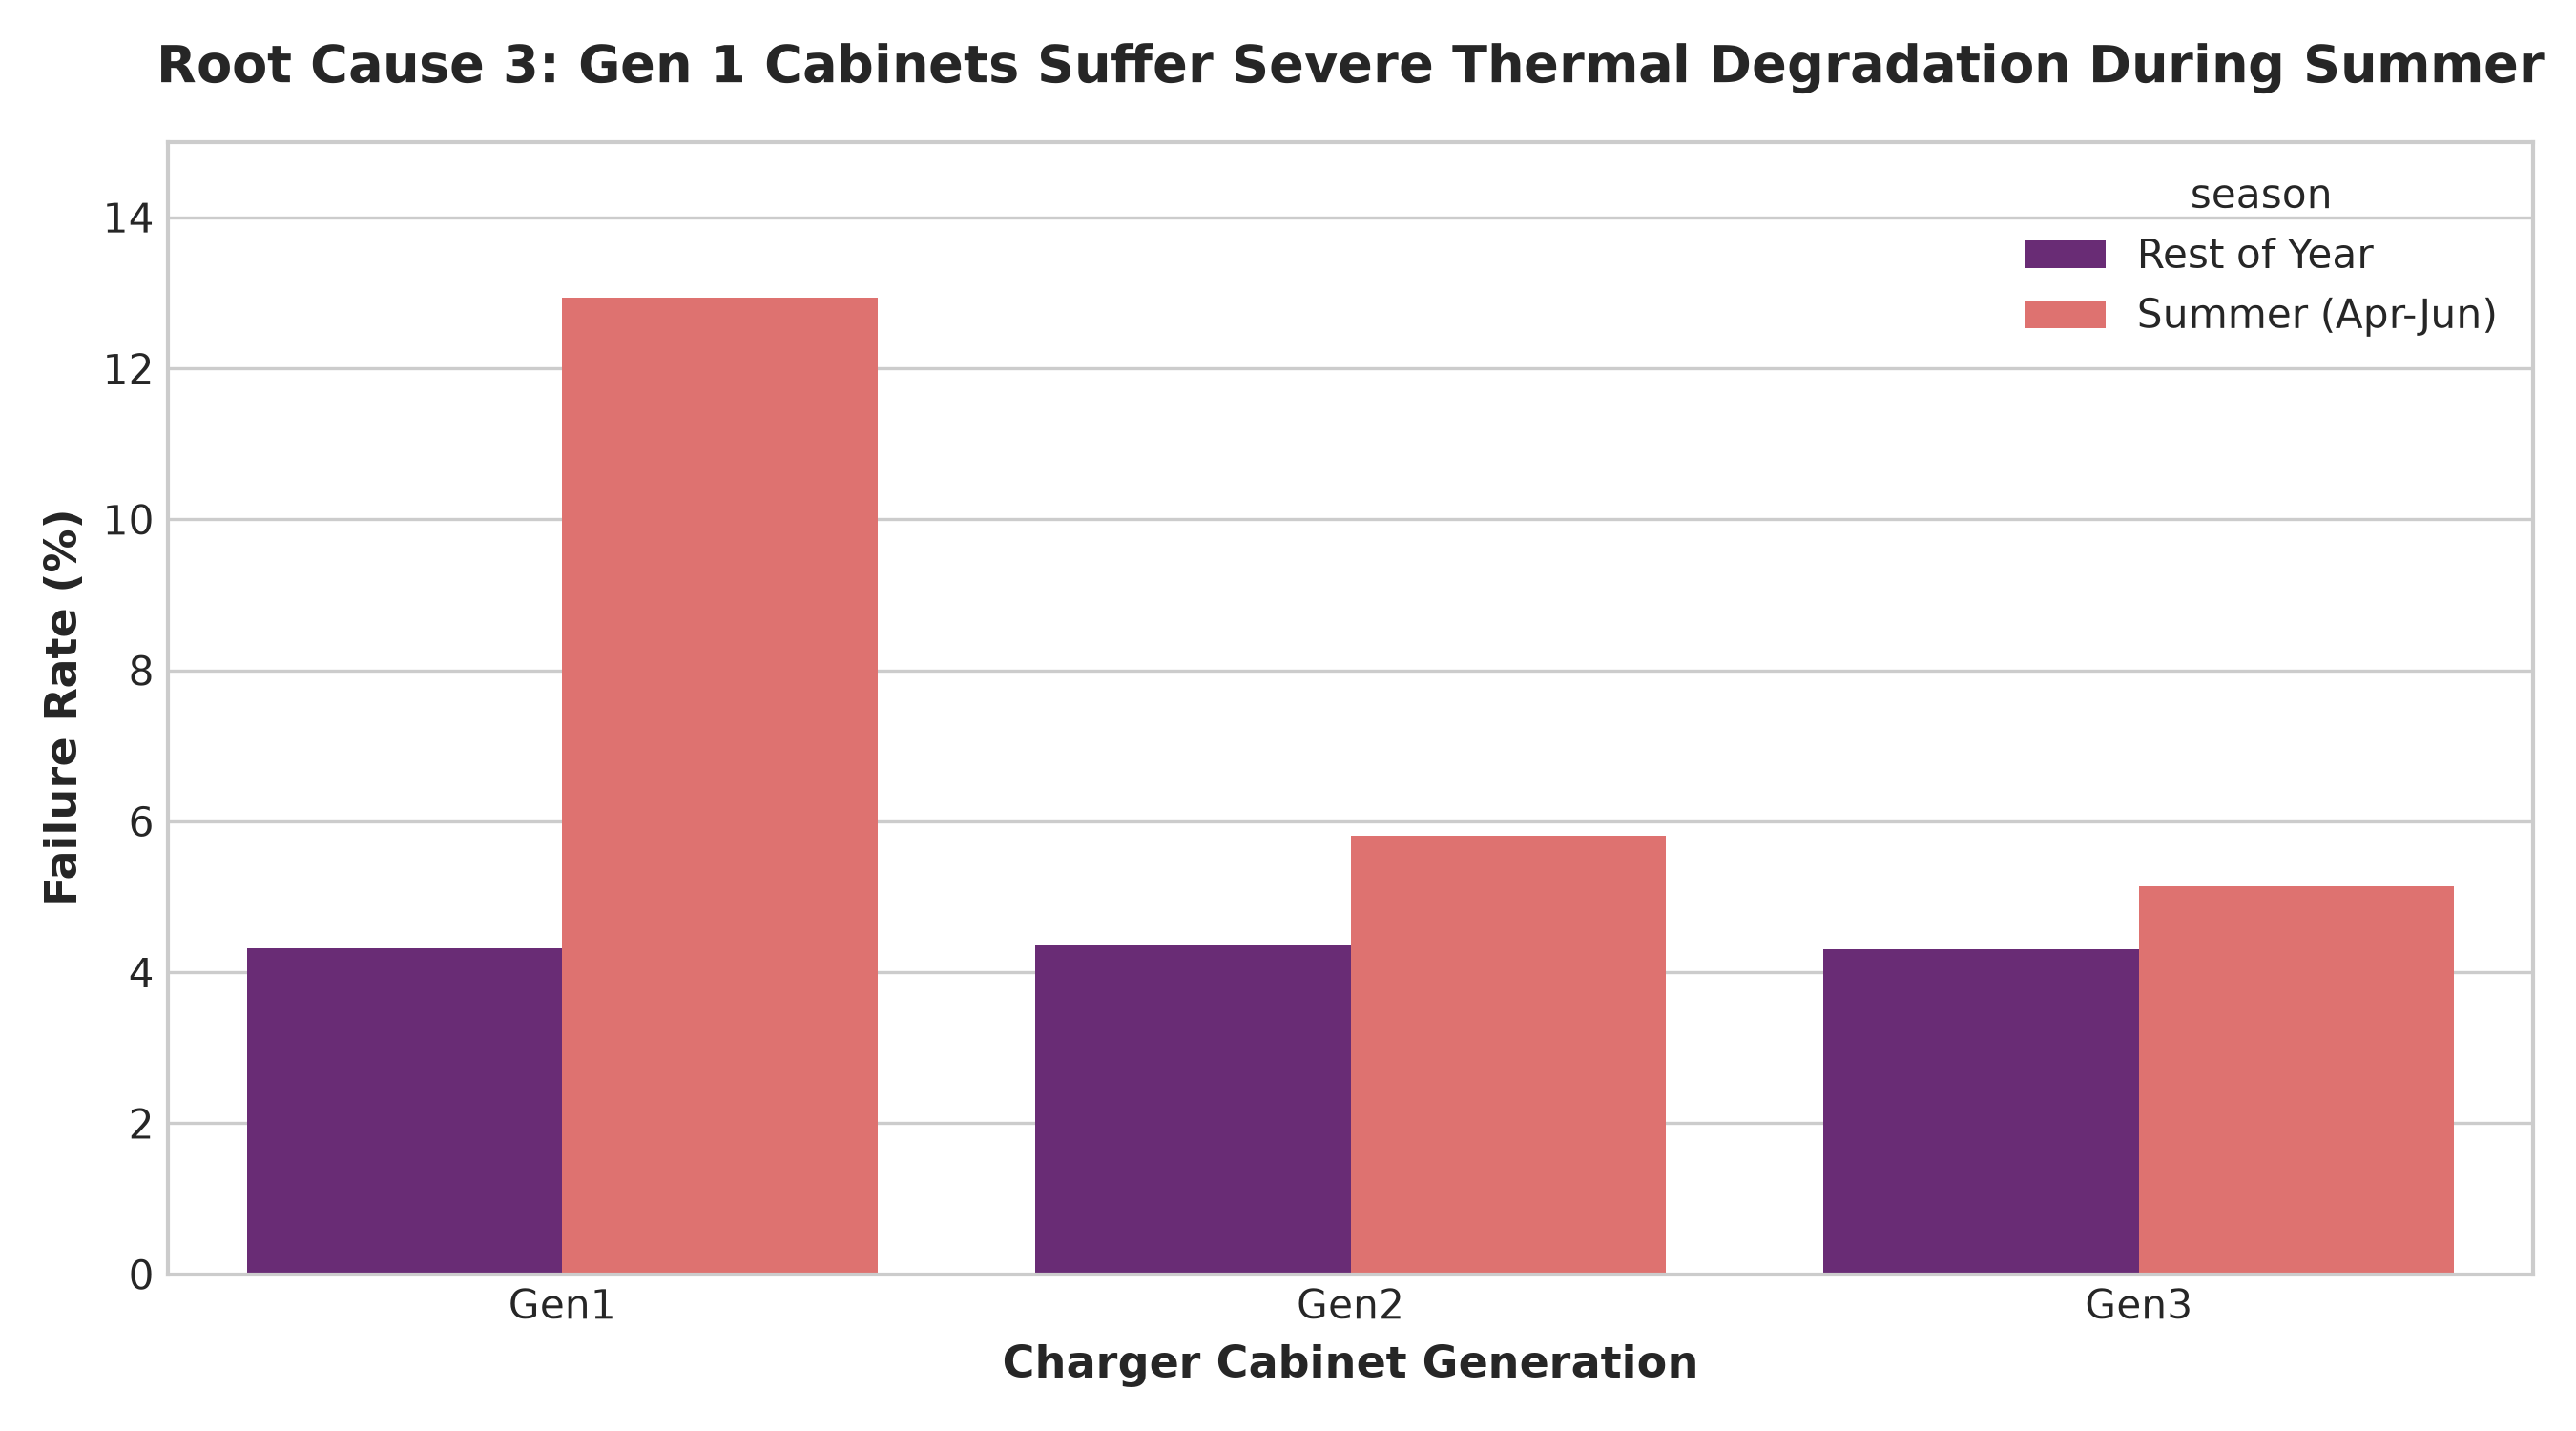 Root Cause 3: Gen 1 Cabinets Suffer Severe Thermal Degradation During Summer
season
Rest of Year
Summer (Apr-Jun)
Failure Rate (%)
14
12
10
8
6
4
2
0
Gen1
Gen2
Gen3
Charger Cabinet Generation